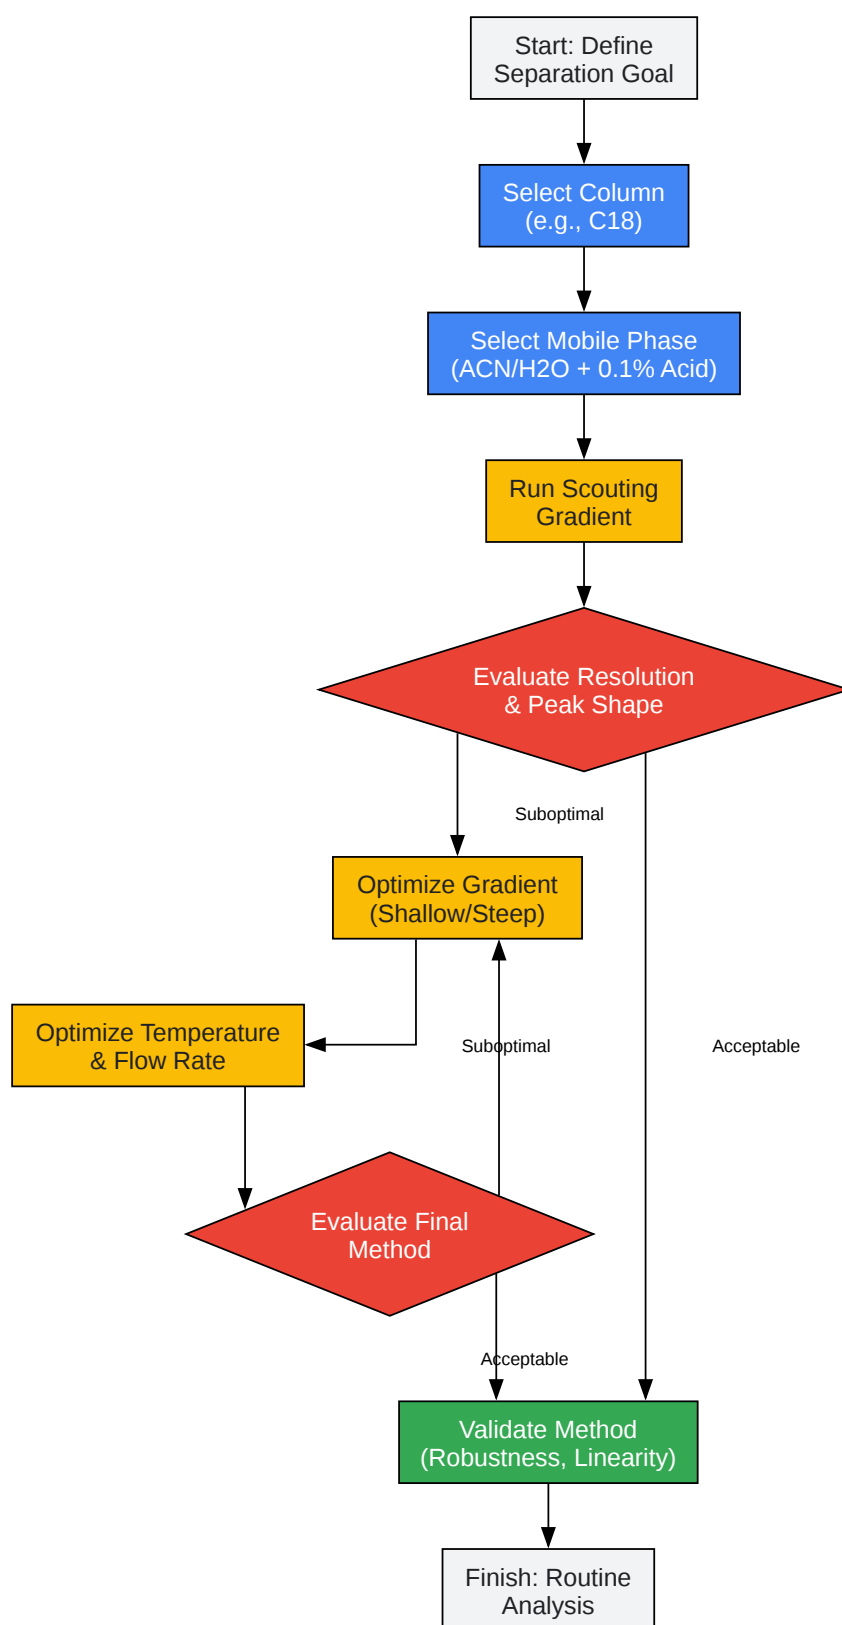 Start: Define
Separation Goal
Select Column
(e.g., C18)
Select Mobile Phase
(ACN/H2O + 0.1% Acid)
Run Scouting
Gradient
Evaluate Resolution
& Peak Shape
Suboptimal
Optimize Gradient
(Shallow/Steep)
Optimize Temperature
& Flow Rate
Suboptimal
Acceptable
Evaluate Final
Method
Acceptable
Validate Method
(Robustness, Linearity)
Finish: Routine
Analysis